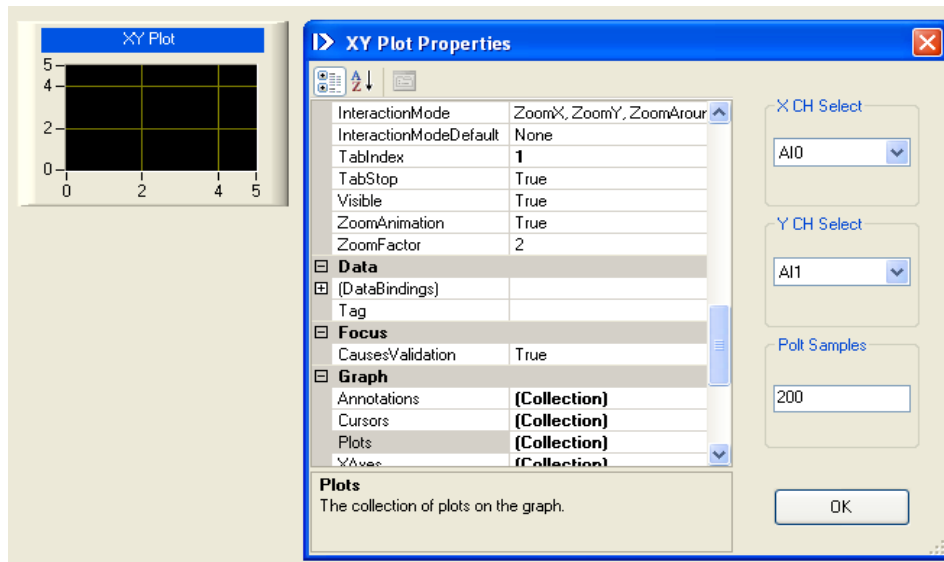 XY Plot
5
4
2
0
0 2 4 5
XY Plot Properties
InteractionMode ZoomX, ZoomY, ZoomArour
InteractionModeDefault None
TabIndex 1
TabStop True
Visible True
ZoomAnimation True
ZoomFactor 2
Data
(DataBindings)
Tag
Focus
CausesValidation True
Graph
Annotations (Collection)
Cursors (Collection)
Plots (Collection)
XAxes (Collection)
Plots
The collection of plots on the graph.
X CH Select
AI0
Y CH Select
AI1
Polt Samples
200
OK